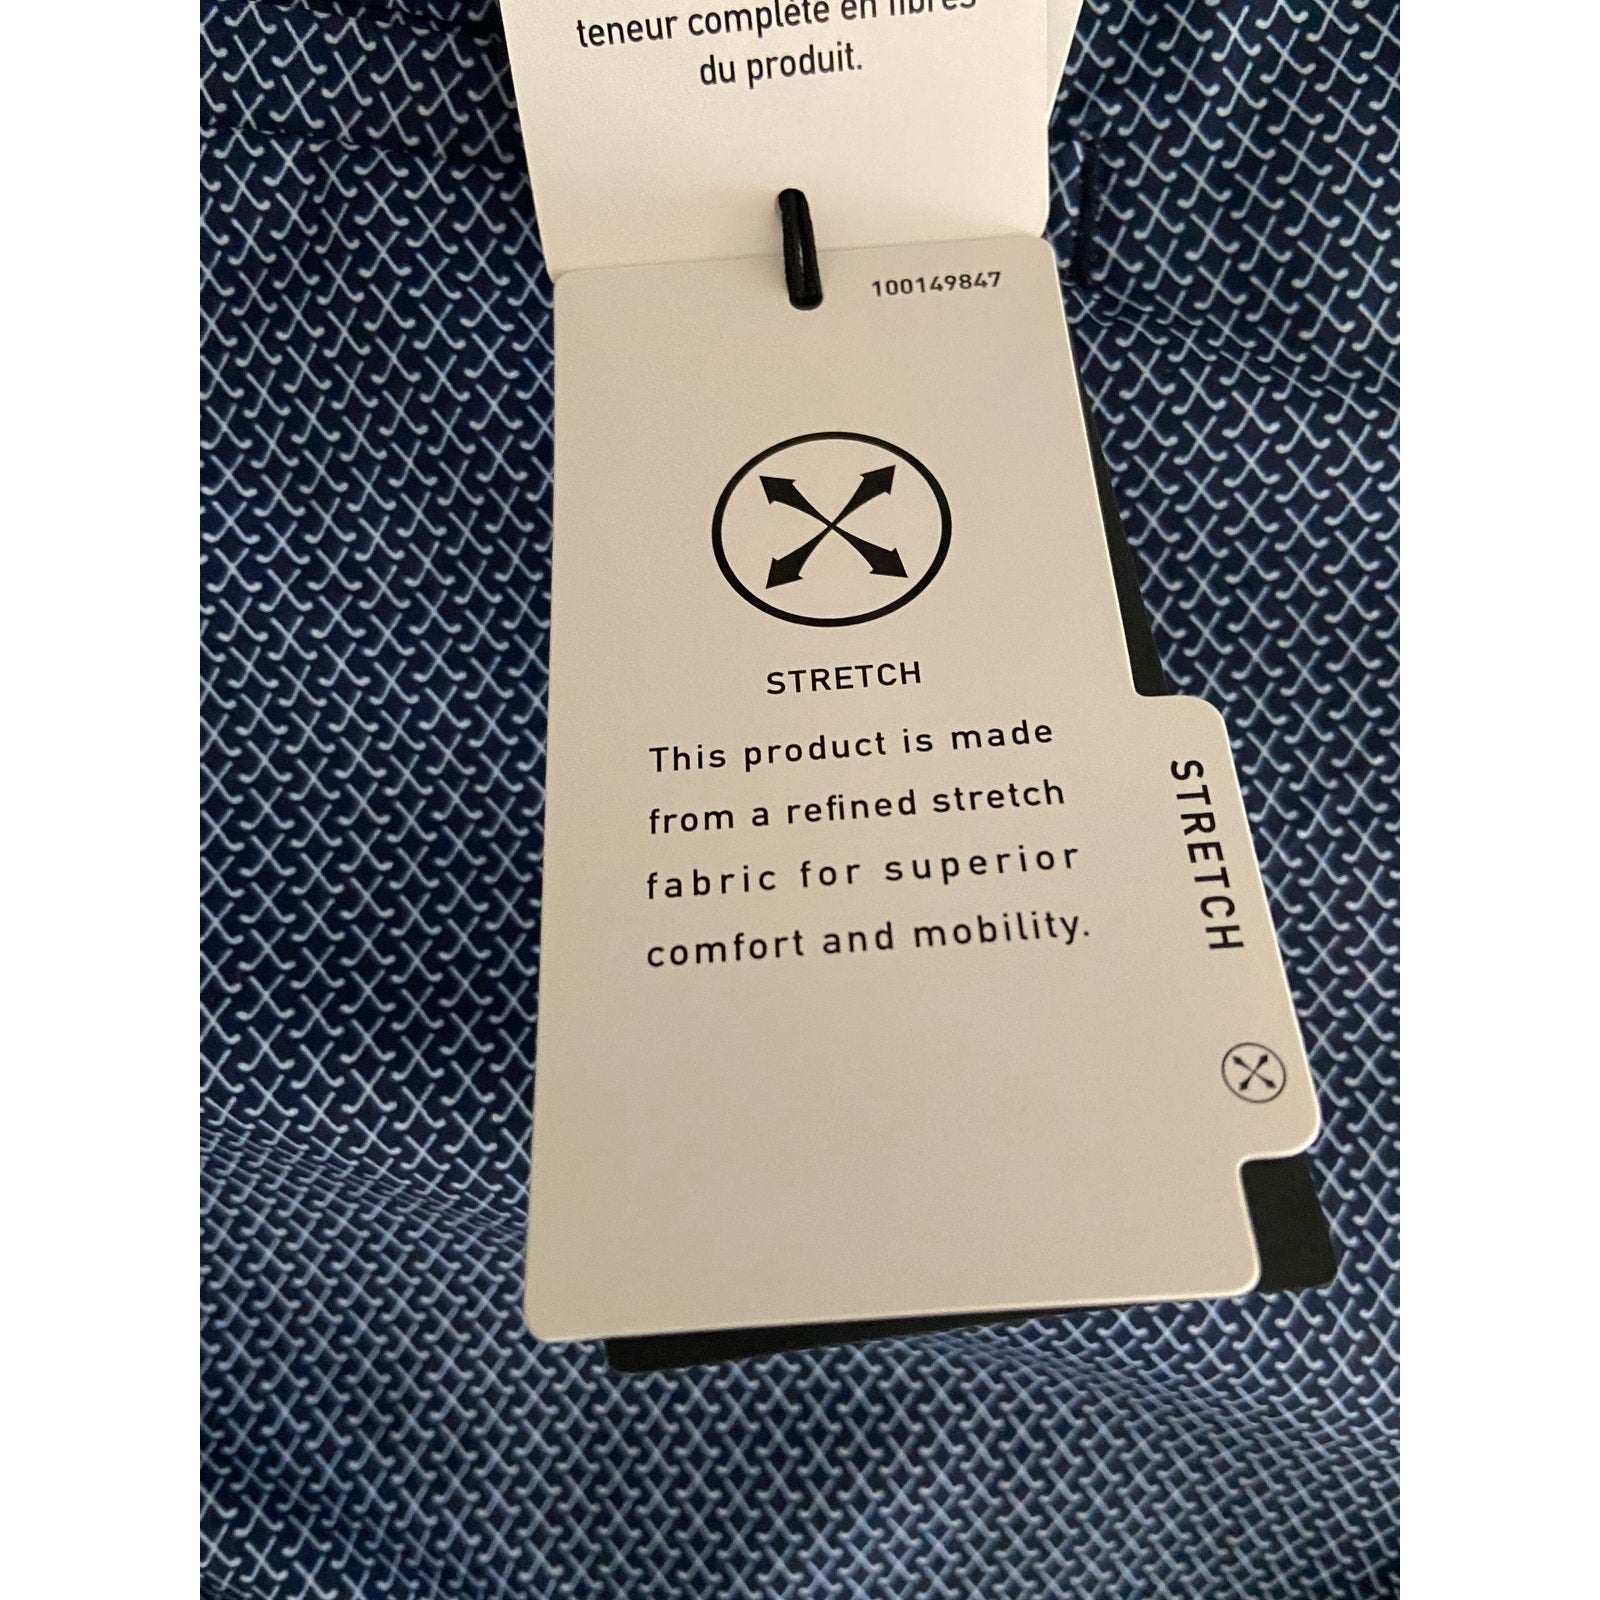 teneur complète en fibres
du produit.
100149847
STRETCH
This product is made
from a refined stretch
fabric for superior
comfort and mobility.
STRETCH